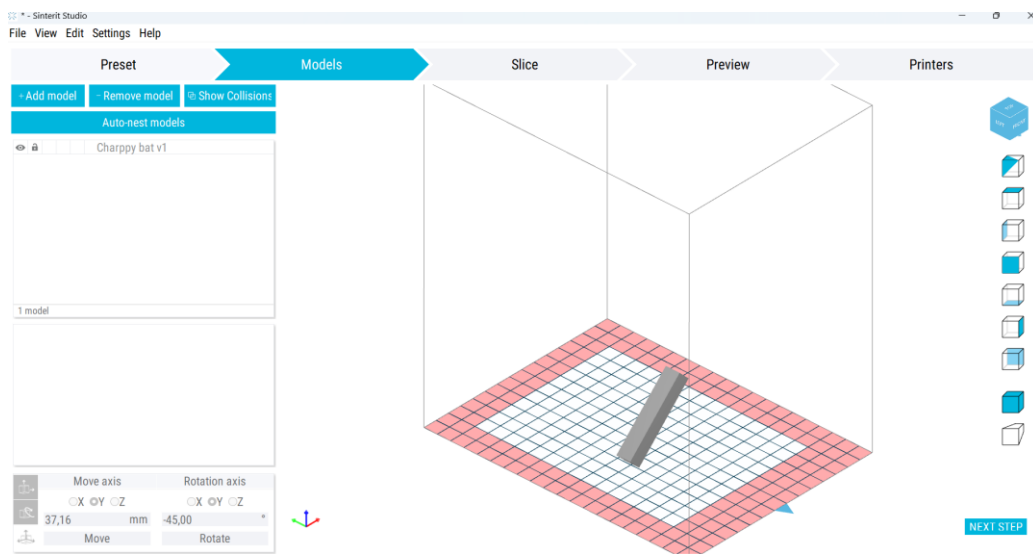 * - Sinterit Studio
File View Edit Settings Help
Preset Models Slice Preview Printers
+Add model - Remove model Show Collisions
Auto-nest models
Charppy bat v1
1 model
Move axis Rotation axis
X Y Z X Y Z
37,16 mm -45,00 °
Move Rotate
NEXT STEP